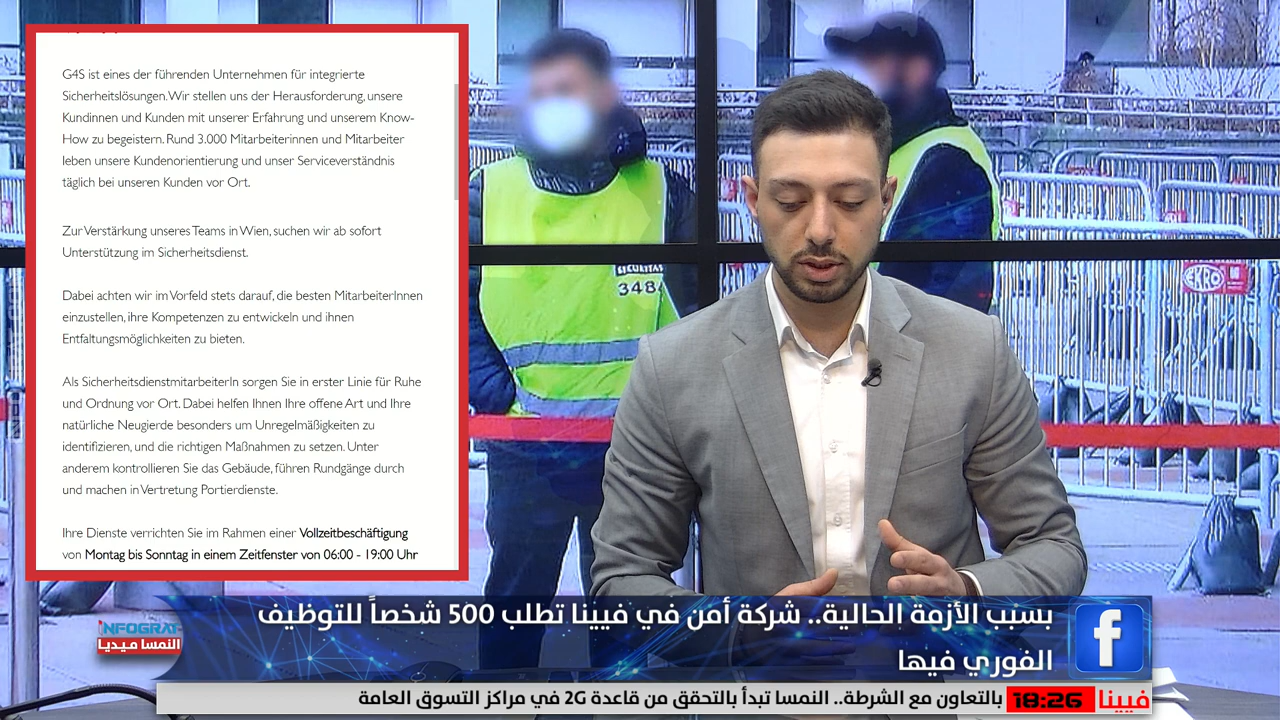 G4S ist eines der führenden Unternehmen für integrierte
Sicherheitslösungen. Wir stellen uns der Herausforderung, unsere
Kundinnen und Kunden mit unserer Erfahrung und unserem Know-
How zu begeistern. Rund 3.000 Mitarbeiterinnen und Mitarbeiter
leben unsere Kundenorientierung und unser Serviceverständnis
täglich bei unseren Kunden vor Ort.
Zur Verstärkung unseres Teams in Wien, suchen wir ab sofort
Unterstützung im Sicherheitsdienst.
Dabei achten wir im Vorfeld stets darauf, die besten MitarbeiterInnen
einzustellen, ihre Kompetenzen zu entwickeln und ihnen
Entfaltungsmöglichkeiten zu bieten.
Als SicherheitsdienstmitarbeiterIn sorgen Sie in erster Linie für Ruhe
und Ordnung vor Ort. Dabei helfen Ihnen Ihre offene Art und Ihre
natürliche Neugierde besonders um Unregelmäßigkeiten zu
identifizieren, und die richtigen Maßnahmen zu setzen. Unter
anderem kontrollieren Sie das Gebäude, führen Rundgänge durch
und machen in Vertretung Portierdienste.
Ihre Dienste verrichten Sie im Rahmen einer Vollzeitbeschäftigung
von Montag bis Sonntag in einem Zeitfenster von 06:00 - 19:00 Uhr
SECURITAS
348
EKRO
بسبب الأزمة الحالية.. شركة أمن في فيينا تطلب 500 شخصاً للتوظيف
الفوري فيها
INFOGRAT
النمسا ميديا
فيينا 18:26 بالتعاون مع الشرطة.. النمسا تبدأ بالتحقق من قاعدة 2G في مراكز التسوق العامة